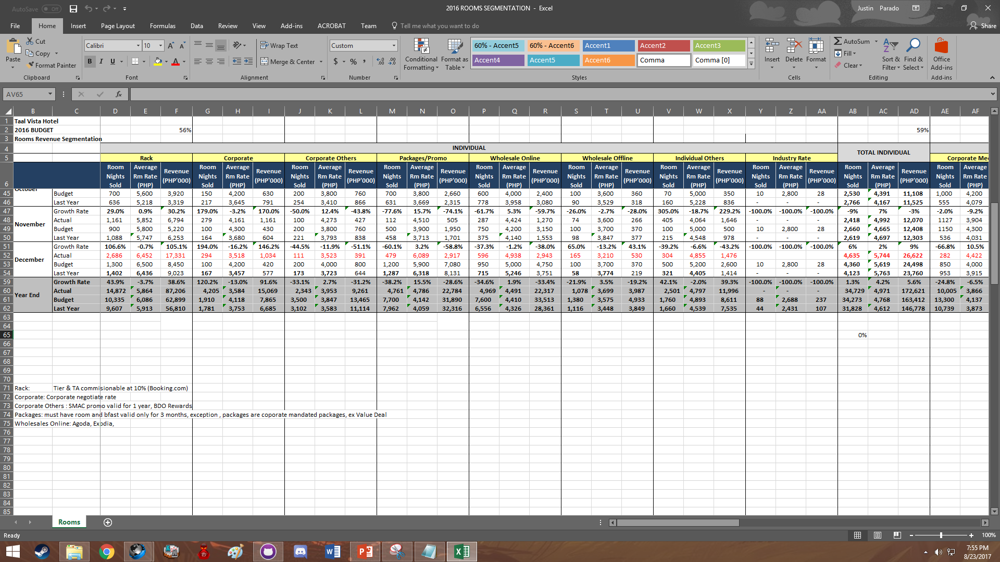 AutoSave Off
2016 ROOMS SEGMENTATION - Excel
Justin Parado
File Home Insert Page Layout Formulas Data Review View Add-ins ACROBAT Team Tell me what you want to do Share
Paste Cut Copy Format Painter Clipboard
Calibri 10 B I U A A Font
Wrap Text Merge & Center Alignment
Custom $ % , Number
Conditional Formatting Format as Table
60% - Accent5 60% - Accent6 Accent1 Accent2 Accent3
Accent4 Accent5 Accent6 Comma Comma [0]
Styles
Insert Delete Format Cells
AutoSum Fill Clear Sort & Filter Find & Select Editing
Office Add-ins Add-ins
AV65 fx
B C D E F G H I J K L M N O P Q R S T U V W X Y Z AA AB AC AD AE AF
1 Taal Vista Hotel
2 2016 BUDGET 56% 59%
3 Rooms Revenue Segmentation
4 INDIVIDUAL TOTAL INDIVIDUAL
5 Rack Corporate Corporate Others Packages/Promo Wholesale Online Wholesale Offline Individual Others Industry Rate Corporate Me
6 Room Nights Sold Average Rm Rate (PHP) Revenue (PHP'000) Room Nights Sold Average Rm Rate (PHP) Revenue (PHP'000) Room Nights Sold Average Rm Rate (PHP) Revenue (PHP'000) Room Nights Sold Average Rm Rate (PHP) Revenue (PHP'000) Room Nights Sold Average Rm Rate (PHP) Revenue (PHP'000) Room Nights Sold Average Rm Rate (PHP) Revenue (PHP'000) Room Nights Sold Average Rm Rate (PHP) Revenue (PHP'000) Room Nights Sold Average Rm Rate (PHP) Revenue (PHP'000) Room Nights Sold Average Rm Rate (PHP) Revenue (PHP'000) Room Nights Sold Average Rm Rate (PHP)
October
45 Budget 700 5,600 3,920 150 4,200 630 200 3,800 760 700 3,800 2,660 600 4,000 2,400 100 3,600 360 70 5,000 350 10 2,800 28 2,530 4,391 11,108 1,000 4,200
46 Last Year 636 5,218 3,319 217 3,645 791 254 3,410 866 631 3,669 2,315 778 3,958 3,080 90 3,529 318 160 5,228 836 - - - 2,766 4,167 11,525 555 4,079
47 Growth Rate 29.0% 0.9% 30.2% 179.0% -3.2% 170.0% -50.0% 12.4% -43.8% -77.6% 15.7% -74.1% -61.7% 5.3% -59.7% -26.0% -2.7% -28.0% 305.0% -18.7% 229.2% -100.0% -100.0% -100.0% -9% 7% -3% -2.0% -9.2%
November
48 Actual 1,161 5,852 6,794 279 4,161 1,161 100 4,273 427 112 4,510 505 287 4,424 1,270 74 3,600 266 405 4,064 1,646 - - - 2,418 4,992 12,070 1127 3,904
49 Budget 900 5,800 5,220 100 4,300 430 200 3,800 760 500 3,900 1,950 750 4,200 3,150 100 3,700 370 100 5,000 500 10 2,800 28 2,660 4,665 12,408 1150 4,300
50 Last Year 1,088 5,747 6,253 164 3,680 604 221 3,793 838 458 3,713 1,701 375 4,140 1,553 98 3,847 377 215 4,548 978 - - - 2,619 4,697 12,303 536 4,031
51 Growth Rate 106.6% -0.7% 105.1% 194.0% -16.2% 146.2% -44.5% -11.9% -51.1% -60.1% 3.2% -58.8% -37.3% -1.2% -38.0% 65.0% -13.2% 43.1% -39.2% -6.6% -43.2% -100.0% -100.0% -100.0% 6% 2% 9% -66.8% 10.5%
December
52 Actual 2,686 6,452 17,331 294 3,518 1,034 111 3,523 391 479 6,089 2,917 596 4,938 2,943 165 3,210 530 304 4,855 1,476 4,635 5,744 26,622 282 4,422
53 Budget 1,300 6,500 8,450 100 4,200 420 200 4,000 800 1,200 5,900 7,080 950 5,000 4,750 100 3,700 370 500 5,200 2,600 10 2,800 28 4,360 5,619 24,498 850 4,000
54 Last Year 1,402 6,436 9,023 167 3,457 577 173 3,723 644 1,287 6,318 8,131 715 5,246 3,751 58 3,774 219 321 4,405 1,414 - - - 4,123 5,763 23,760 953 3,915
59 Growth Rate 43.9% -3.7% 38.6% 120.2% -13.0% 91.6% -33.1% 2.7% -31.2% -38.2% 15.5% -28.6% -34.6% 1.9% -33.4% -21.9% 3.5% -19.2% 42.1% -2.0% 39.3% -100.0% -100.0% -100.0% 1.3% 4.2% 5.6% -24.8% -6.5%
Year End
60 Actual 14,872 5,864 87,206 4,205 3,584 15,069 2,343 3,953 9,261 4,761 4,786 22,784 4,969 4,491 22,317 1,078 3,699 3,987 2,501 4,797 11,996 - - - 34,729 4,971 172,621 10,005 3,866
61 Budget 10,335 6,086 62,899 1,910 4,118 7,865 3,500 3,847 13,465 7,700 4,142 31,890 7,600 4,410 33,513 1,380 3,575 4,933 1,760 4,893 8,611 88 2,688 237 34,273 4,768 163,412 13,300 4,137
62 Last Year 9,607 5,913 56,810 1,781 3,753 6,685 3,102 3,583 11,114 7,962 4,059 32,316 6,556 4,326 28,361 1,116 3,448 3,849 1,660 4,539 7,535 44 2,431 107 31,828 4,612 146,778 10,739 3,873
63
64
65 0%
66
67
68
69
70
71 Rack: Tier & TA commisionable at 10% (Booking.com)
72 Corporate: Corporate negotiate rate
73 Corporate Others : SMAC promo valid for 1 year, BDO Rewards
74 Packages: must have room and bfast valid only for 3 months, exception , packages are coporate mandated packages, ex Value Deal
75 Wholesales Online: Agoda, Exodia,
76
77
78
79
80
81
82
83
84
85
Rooms
Ready 100%
7:55 PM
8/23/2017